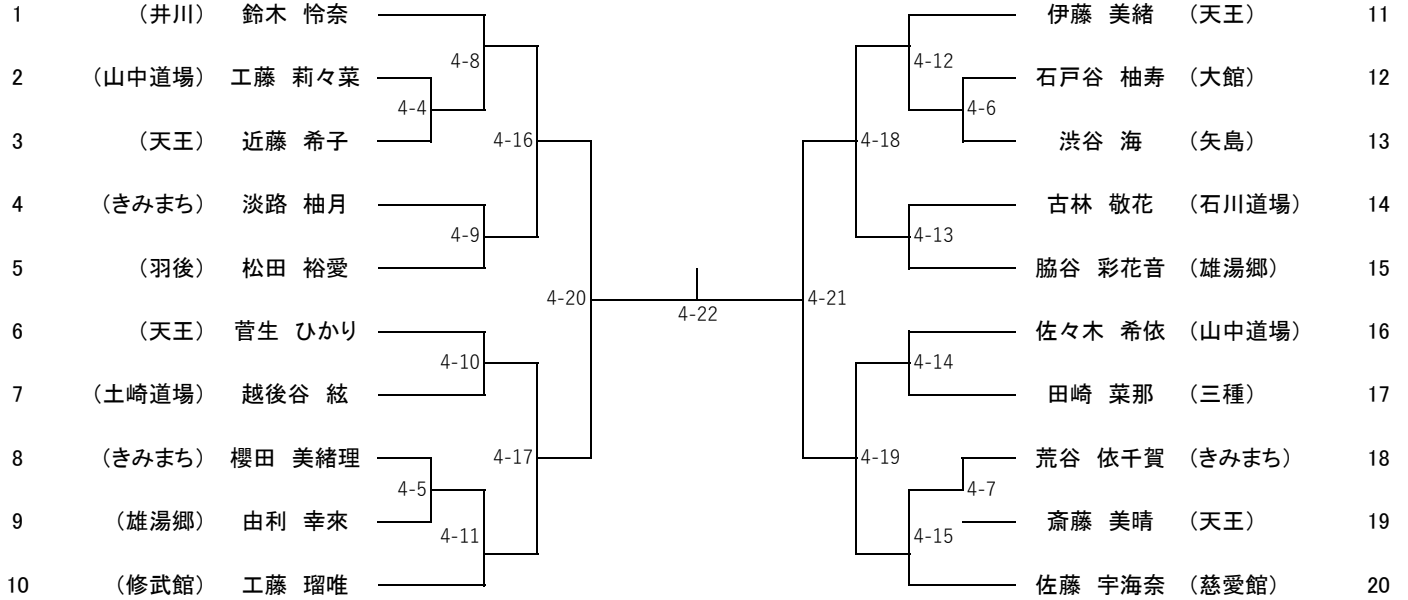 1 （井川） 鈴木 怜奈
2 （山中道場） 工藤 莉々菜
3 （天王） 近藤 希子
4 （きみまち） 淡路 柚月
5 （羽後） 松田 裕愛
6 （天王） 菅生 ひかり
7 （土崎道場） 越後谷 絃
8 （きみまち） 櫻田 美緒理
9 （雄湯郷） 由利 幸來
10 （修武館） 工藤 瑠唯
4-8
4-4
4-16
4-9
4-20
4-10
4-17
4-5
4-11
4-22
4-12
4-6
4-18
4-13
4-21
4-14
4-19
4-7
4-15
伊藤 美緒 （天王） 11
石戸谷 柚寿 （大館） 12
渋谷 海 （矢島） 13
古林 敬花 （石川道場） 14
脇谷 彩花音 （雄湯郷） 15
佐々木 希依 （山中道場） 16
田崎 菜那 （三種） 17
荒谷 依千賀 （きみまち） 18
斎藤 美晴 （天王） 19
佐藤 宇海奈 （慈愛館） 20